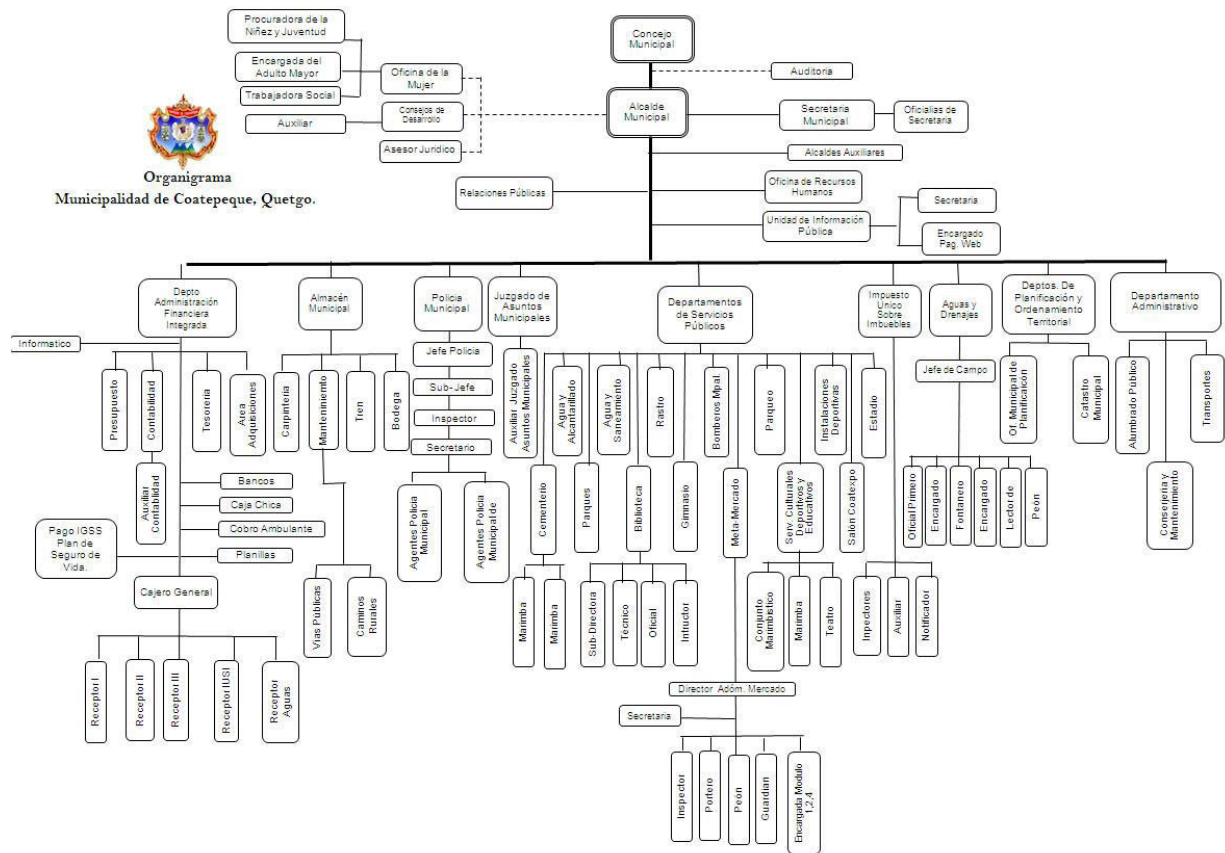 Procuradora de la
Niñez y Juventud
Encargada del
Adulto Mayor
Trabajadora Social
Auxiliar
Oficina de la
Mujer
Consejos de
Desarrollo
Asesor Juridico
Concejo
Municipal
Auditoria
Alcalde
Municipal
Secretaria
Municipal
Oficialias de
Secretaria
Alcaldes Auxiliares
Relaciones Públicas
Oficina de Recursos
Humanos
Unidad de Información
Pública
Secretaria
Encargado
Pag. Web
Organigrama
Municipalidad de Coatepeque, Quetgo.
Depto
Administración
Financiera
Integrada
Almacén
Municipal
Policia
Municipal
Juzgado de
Asuntos
Municipales
Departamentos
de Servicios
Públicos
Impuesto
Único
Sobre
Imbuebles
Aguas y
Drenajes
Deptos. De
Planificación y
Ordenamiento
Territorial
Departamento
Administrativo
Informatico
Presupuesto
Contabilidad
Tesoreria
Area
Adquisiciones
Auxiliar
Contabilidad
Bancos
Caja Chica
Cobro Ambulante
Planillas
Pago IGSS
Plan de
Seguro de
Vida.
Cajero General
Receptor I
Receptor II
Receptor III
Receptor IUSI
Receptor
Aguas
Carpinteria
Mantenimiento
Tren
Bodega
Vias Públicas
Caminos
Rurales
Jefe Policia
Sub- Jefe
Inspector
Secretario
Agentes Policia
Municipal
Agentes Policia
Municipal de
Auxiliar Juzgado
Asuntos Municipales
Cementerio
Agua y
Alcantarillado
Parques
Agua y
Saneamiento
Biblioteca
Rastro
Gimnasio
Bomberos Mpal.
Meta-Mercado
Parqueo
Serv. Culturales
Deportivos y
Educativos
Instalaciones
Deportivas
Salón Coatexpo
Estadio
Marimba
Marimba
Sub-Directora
Técnico
Oficial
Intructor
Conjunto
Marimbistico
Marimba
Teatro
Director Adóm. Mercado
Secretaria
Inspector
Portero
Peón
Guardian
Encargada Modulo
1,2,4
Inpectores
Auxiliar
Notificador
Jefe de Campo
Oficial Primero
Encargado
Fontanero
Encargado
Lector de
Peón
Of. Municipal de
Planificaición
Catastro
Municipal
Alumbrado Publico
Conserjeria y
Mantenimiento
Transportes